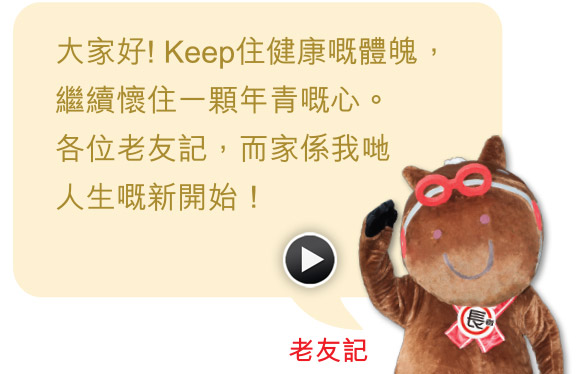 大家好! Keep住健康嘅體魄，
繼續懷住一顆年青嘅心。
各位老友記，而家係我哋
人生嘅新開始！
長者
老友記